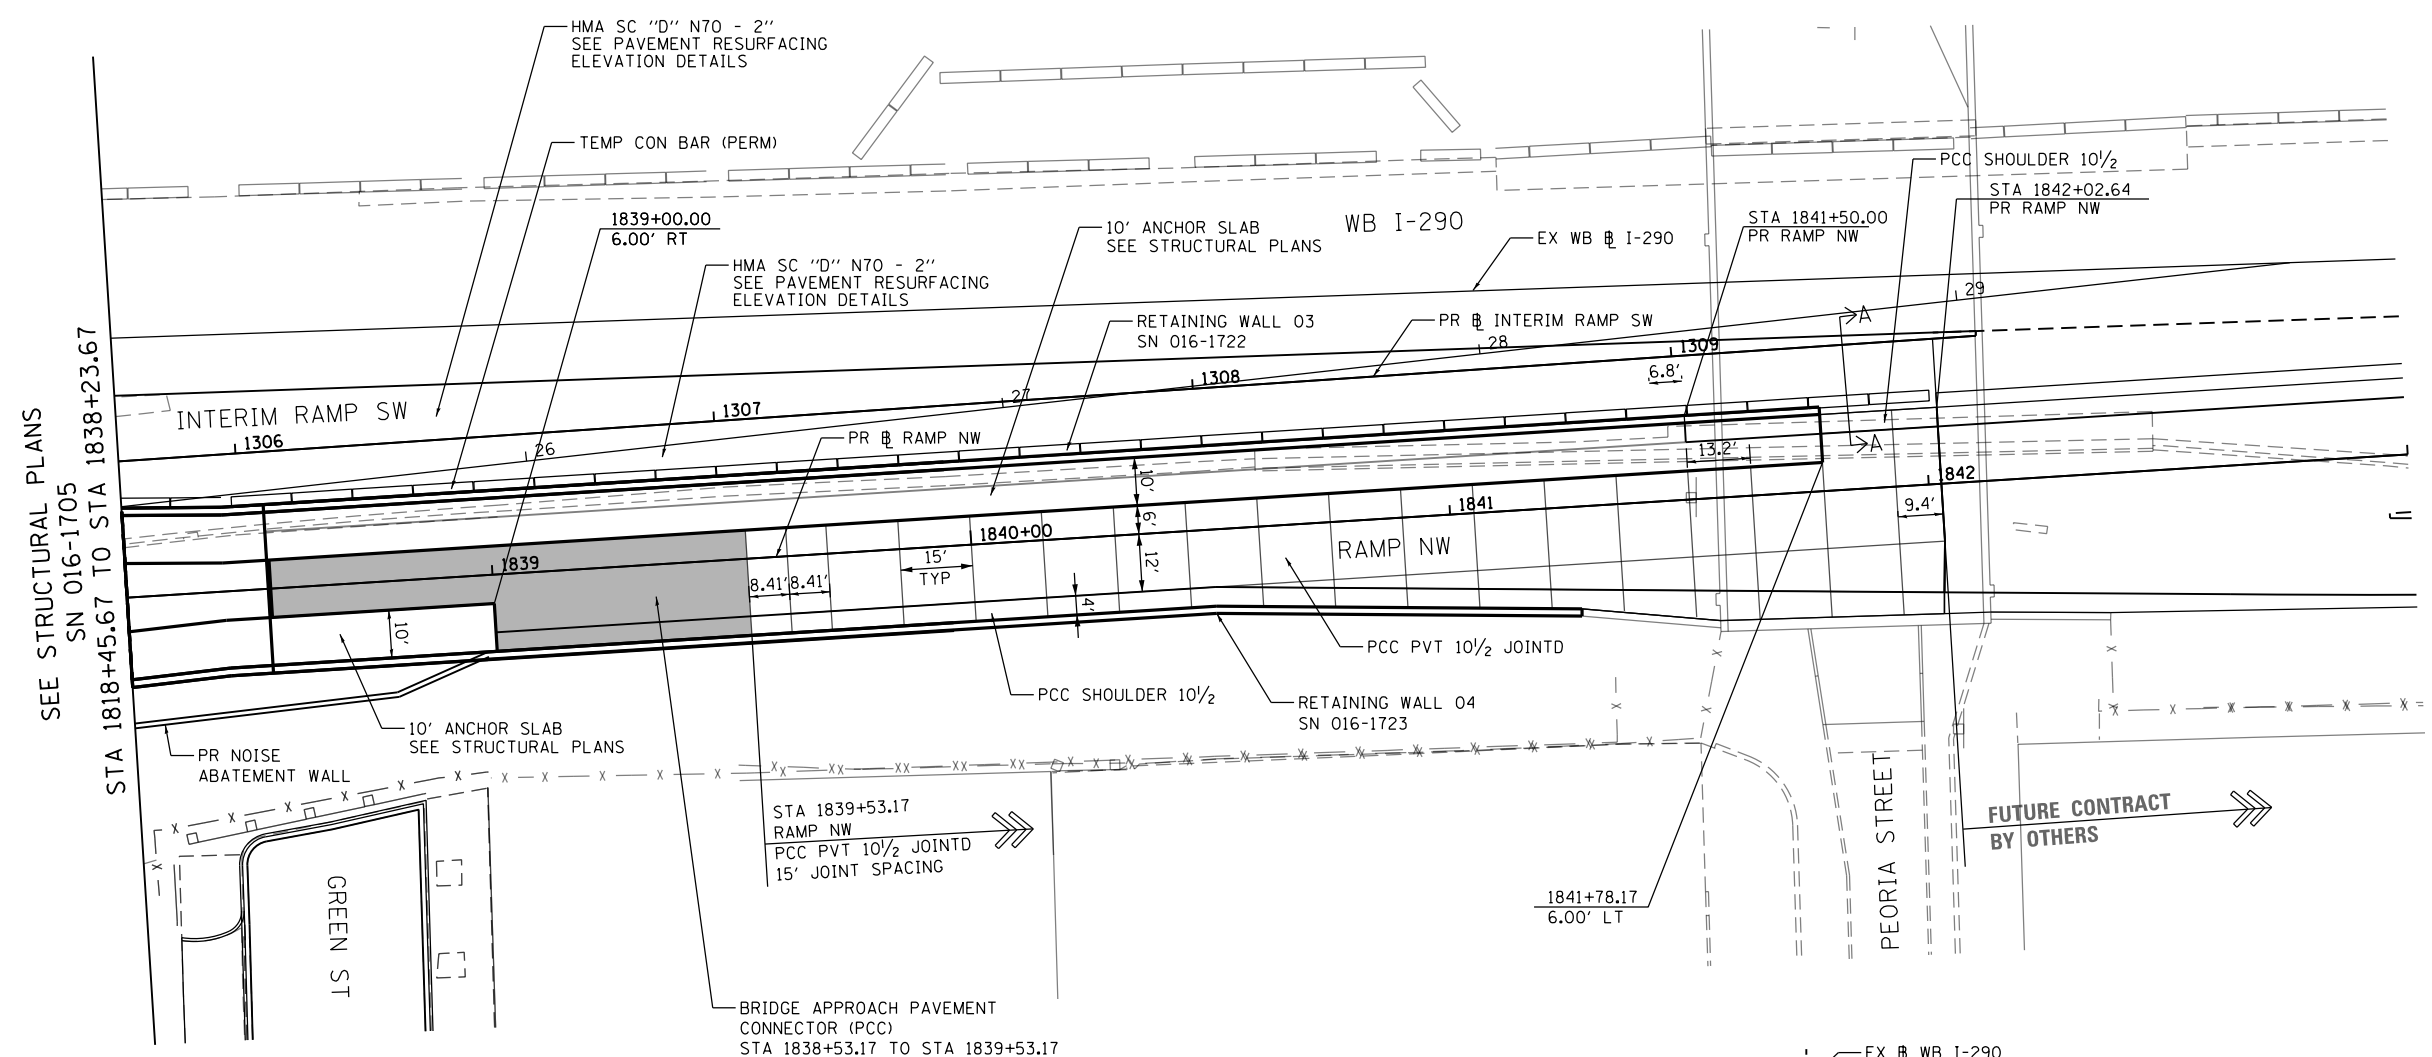 HMA SC "D" N70 - 2"
SEE PAVEMENT RESURFACING
ELEVATION DETAILS
TEMP CON BAR (PERM)
1839+00.00
6.00' RT
10' ANCHOR SLAB
SEE STRUCTURAL PLANS
WB I-290
EX WB B I-290
STA 1841+50.00
PR RAMP NW
PCC SHOULDER 10½
STA 1842+02.64
PR RAMP NW
HMA SC "D" N70 - 2"
SEE PAVEMENT RESURFACING
ELEVATION DETAILS
RETAINING WALL 03
SN 016-1722
PR B INTERIM RAMP SW
A
29
28
1309
6.8'
1308
27
1307
INTERIM RAMP SW
1306
26
PR B RAMP NW
A
13.2'
1842
9.4'
10'
6'
12'
4'
1841
1840+00
15'
TYP
RAMP NW
1839
8.41'
8.41'
10'
SEE STRUCTURAL PLANS
SN 016-1705
STA 1818+45.67 TO STA 1838+23.67
PCC PVT 10½ JOINTD
PCC SHOULDER 10½
RETAINING WALL 04
SN 016-1723
10' ANCHOR SLAB
SEE STRUCTURAL PLANS
PR NOISE
ABATEMENT WALL
STA 1839+53.17
RAMP NW
PCC PVT 10½ JOINTD
15' JOINT SPACING
FUTURE CONTRACT
BY OTHERS
PEORIA STREET
1841+78.17
6.00' LT
GREEN ST
BRIDGE APPROACH PAVEMENT
CONNECTOR (PCC)
STA 1838+53.17 TO STA 1839+53.17
EX B WB I-290